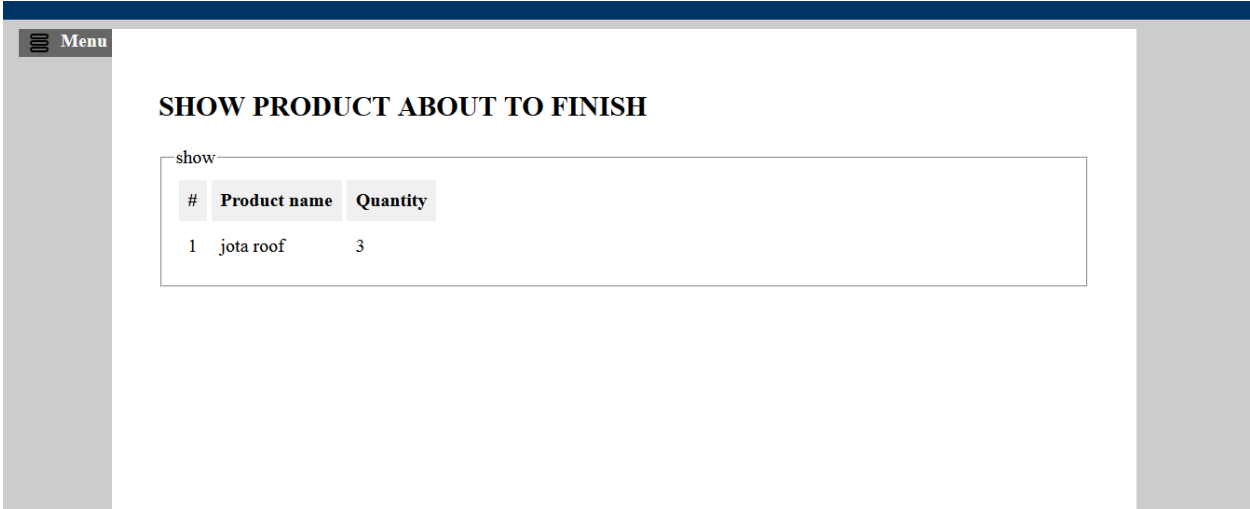 Menu
SHOW PRODUCT ABOUT TO FINISH
show
# Product name Quantity
1 jota roof 3